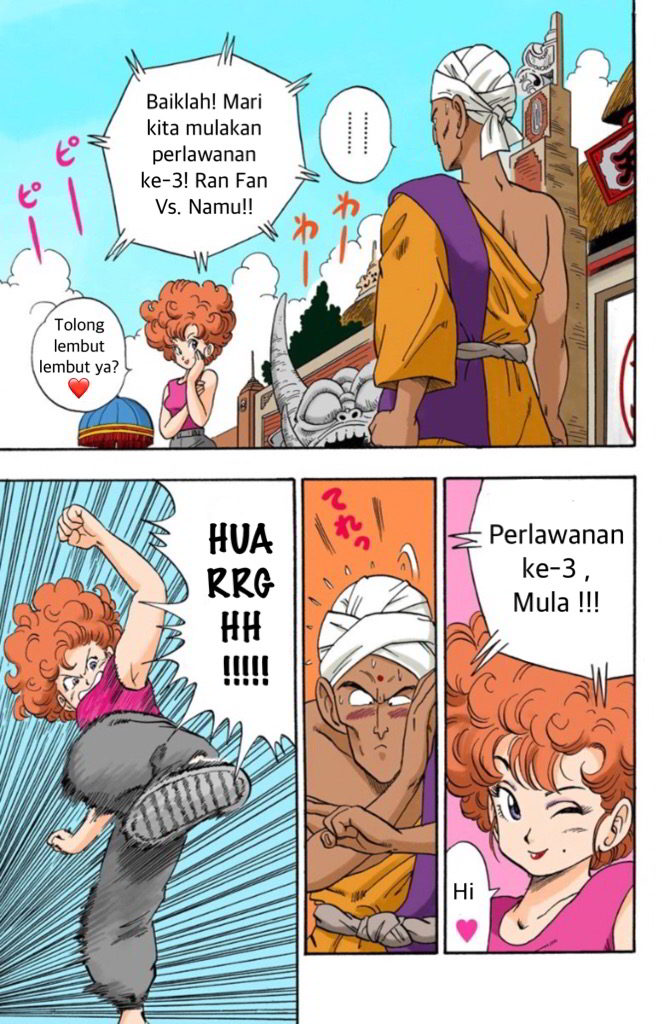 ……
Baiklah! Mari
kita mulakan
perlawanan
ke-3! Ran Fan
Vs. Namu!!
ワーワー
ピーピー
Tolong
lembut
lembut ya?
❤️
Perlawanan
ke-3 ,
Mula !!!
Hi
♥
てれっ
HUA
RRG
HH
!!!!!